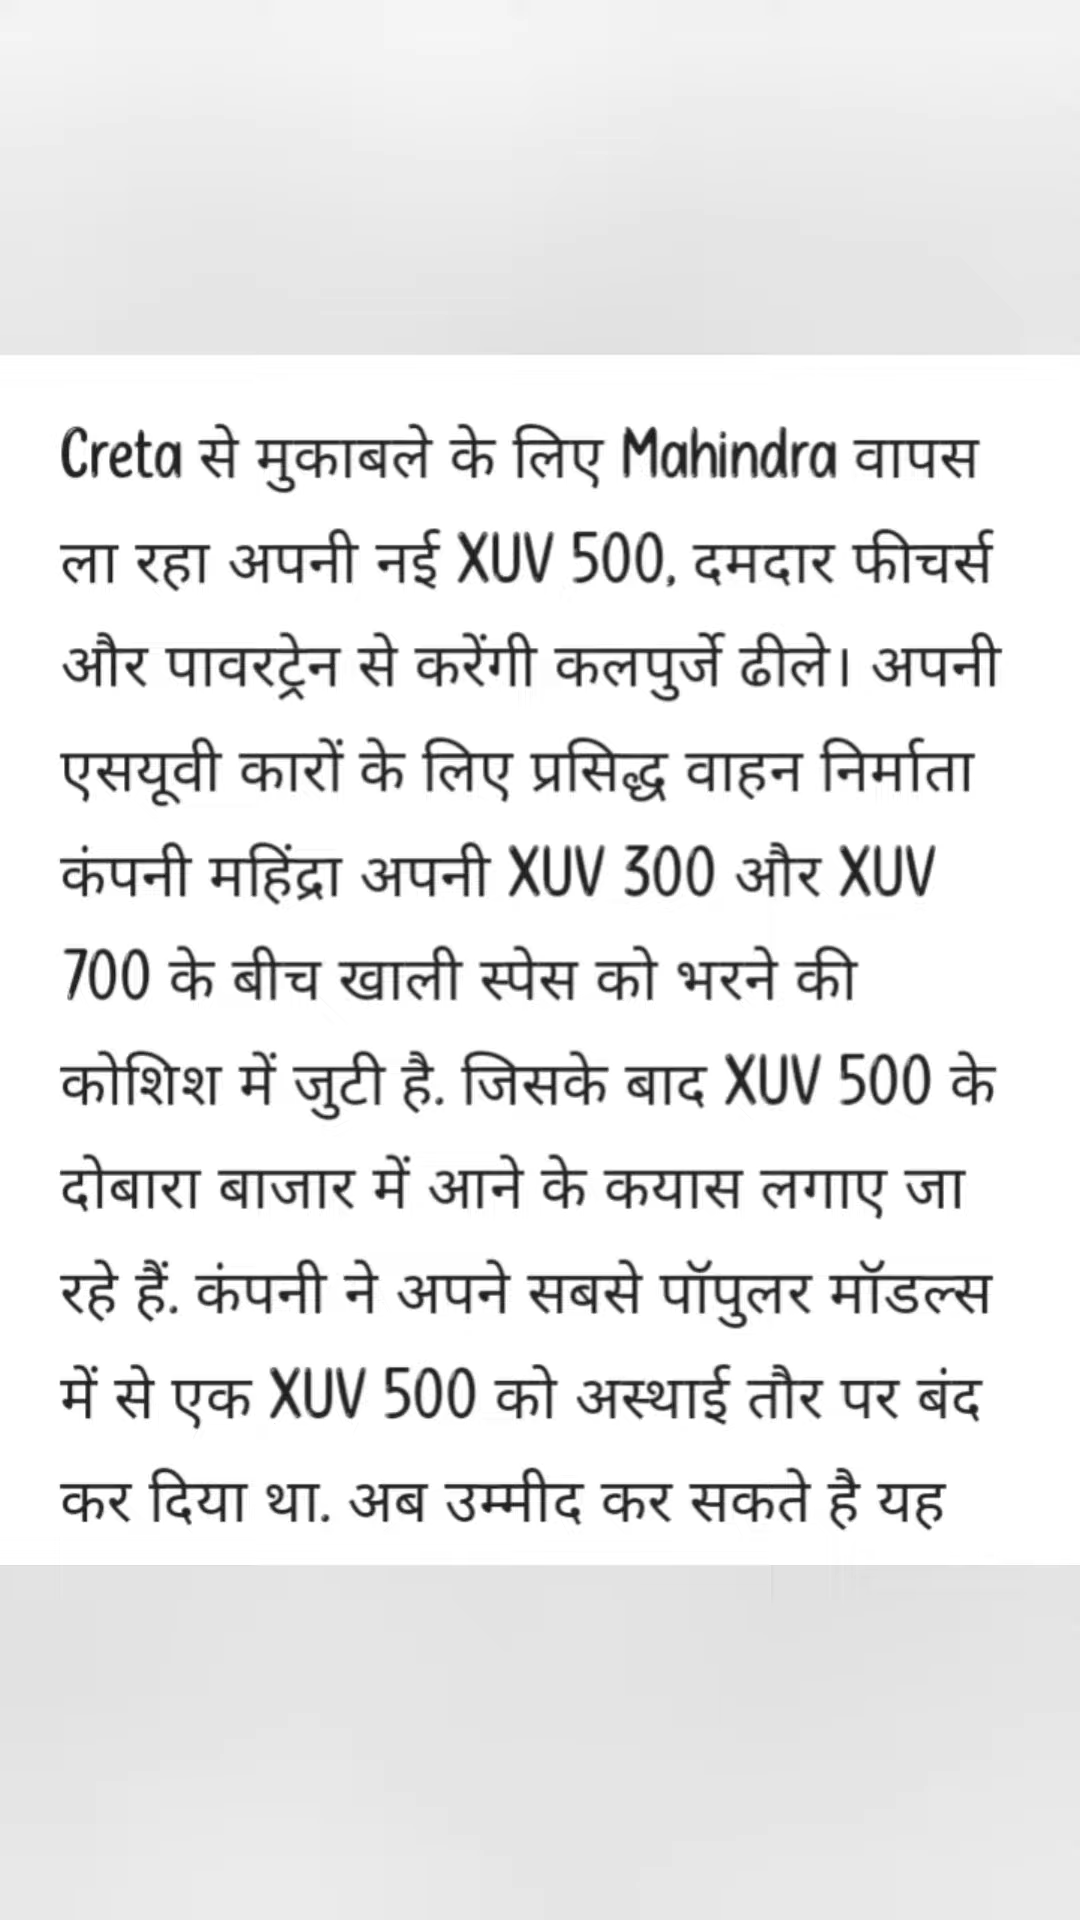 Creta से मुकाबले के लिए Mahindra वापस
ला रहा अपनी नई XUV 500, दमदार फीचर्स
और पावरट्रेन से करेंगी कलपुर्जे ढीले। अपनी
एसयूवी कारों के लिए प्रसिद्ध वाहन निर्माता
कंपनी महिंद्रा अपनी XUV 300 और XUV
700 के बीच खाली स्पेस को भरने की
कोशिश में जुटी है. जिसके बाद XUV 500 के
दोबारा बाजार में आने के कयास लगाए जा
रहे हैं. कंपनी ने अपने सबसे पॉपुलर मॉडल्स
में से एक XUV 500 को अस्थाई तौर पर बंद
कर दिया था. अब उम्मीद कर सकते है यह